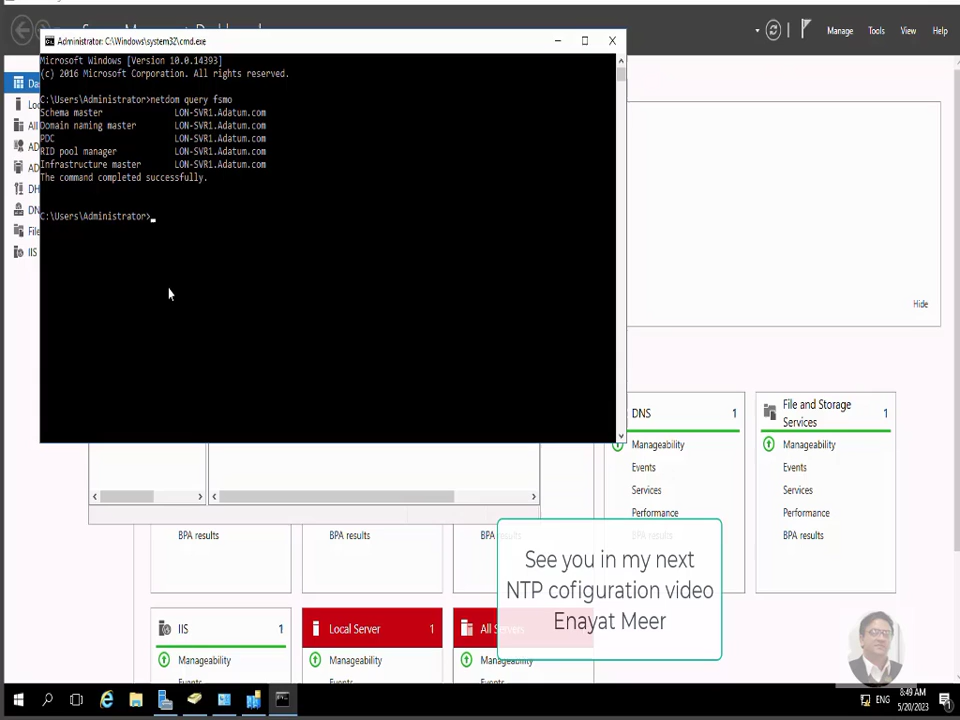 Administrator: C:\Windows\system32\cmd.exe
Manage
Tools
View
Help
Microsoft Windows [Version 10.0.14393]
(c) 2016 Microsoft Corporation. All rights reserved.
C:\Users\Administrator>netdom query fsmo
Schema master LON-SVR1.Adatum.com
Domain naming master LON-SVR1.Adatum.com
PDC LON-SVR1.Adatum.com
RID pool manager LON-SVR1.Adatum.com
Infrastructure master LON-SVR1.Adatum.com
The command completed successfully.
C:\Users\Administrator>
IIS
Hide
DNS 1
Manageability
Events
Services
Performance
File and Storage
Services 1
Manageability
Events
Services
Performance
BPA results
BPA results
BPA results
See you in my next
NTP cofiguration video
Enayat Meer
IIS 1
Manageability
Local Server 1
Manageability
Manageability
ENG
8:49 AM
5/20/2023